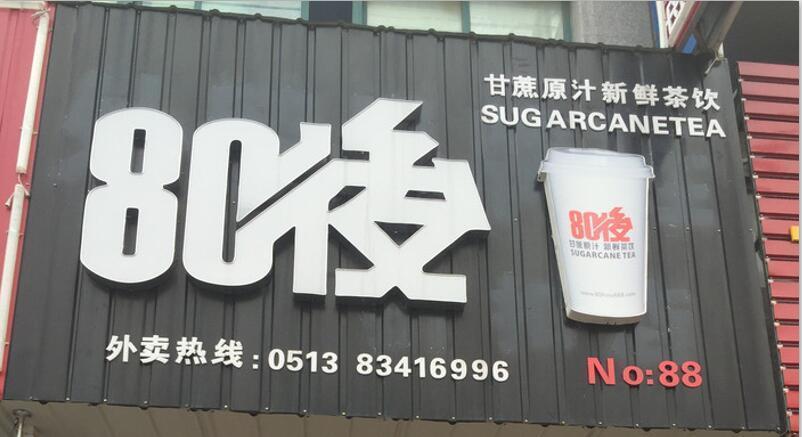 80後
甘蔗原汁新鲜茶饮
SUGARCANETEA
80後
甘蔗原汁 新鲜茶饮
SUGARCANE TEA
外卖热线:0513 83416996
No:88